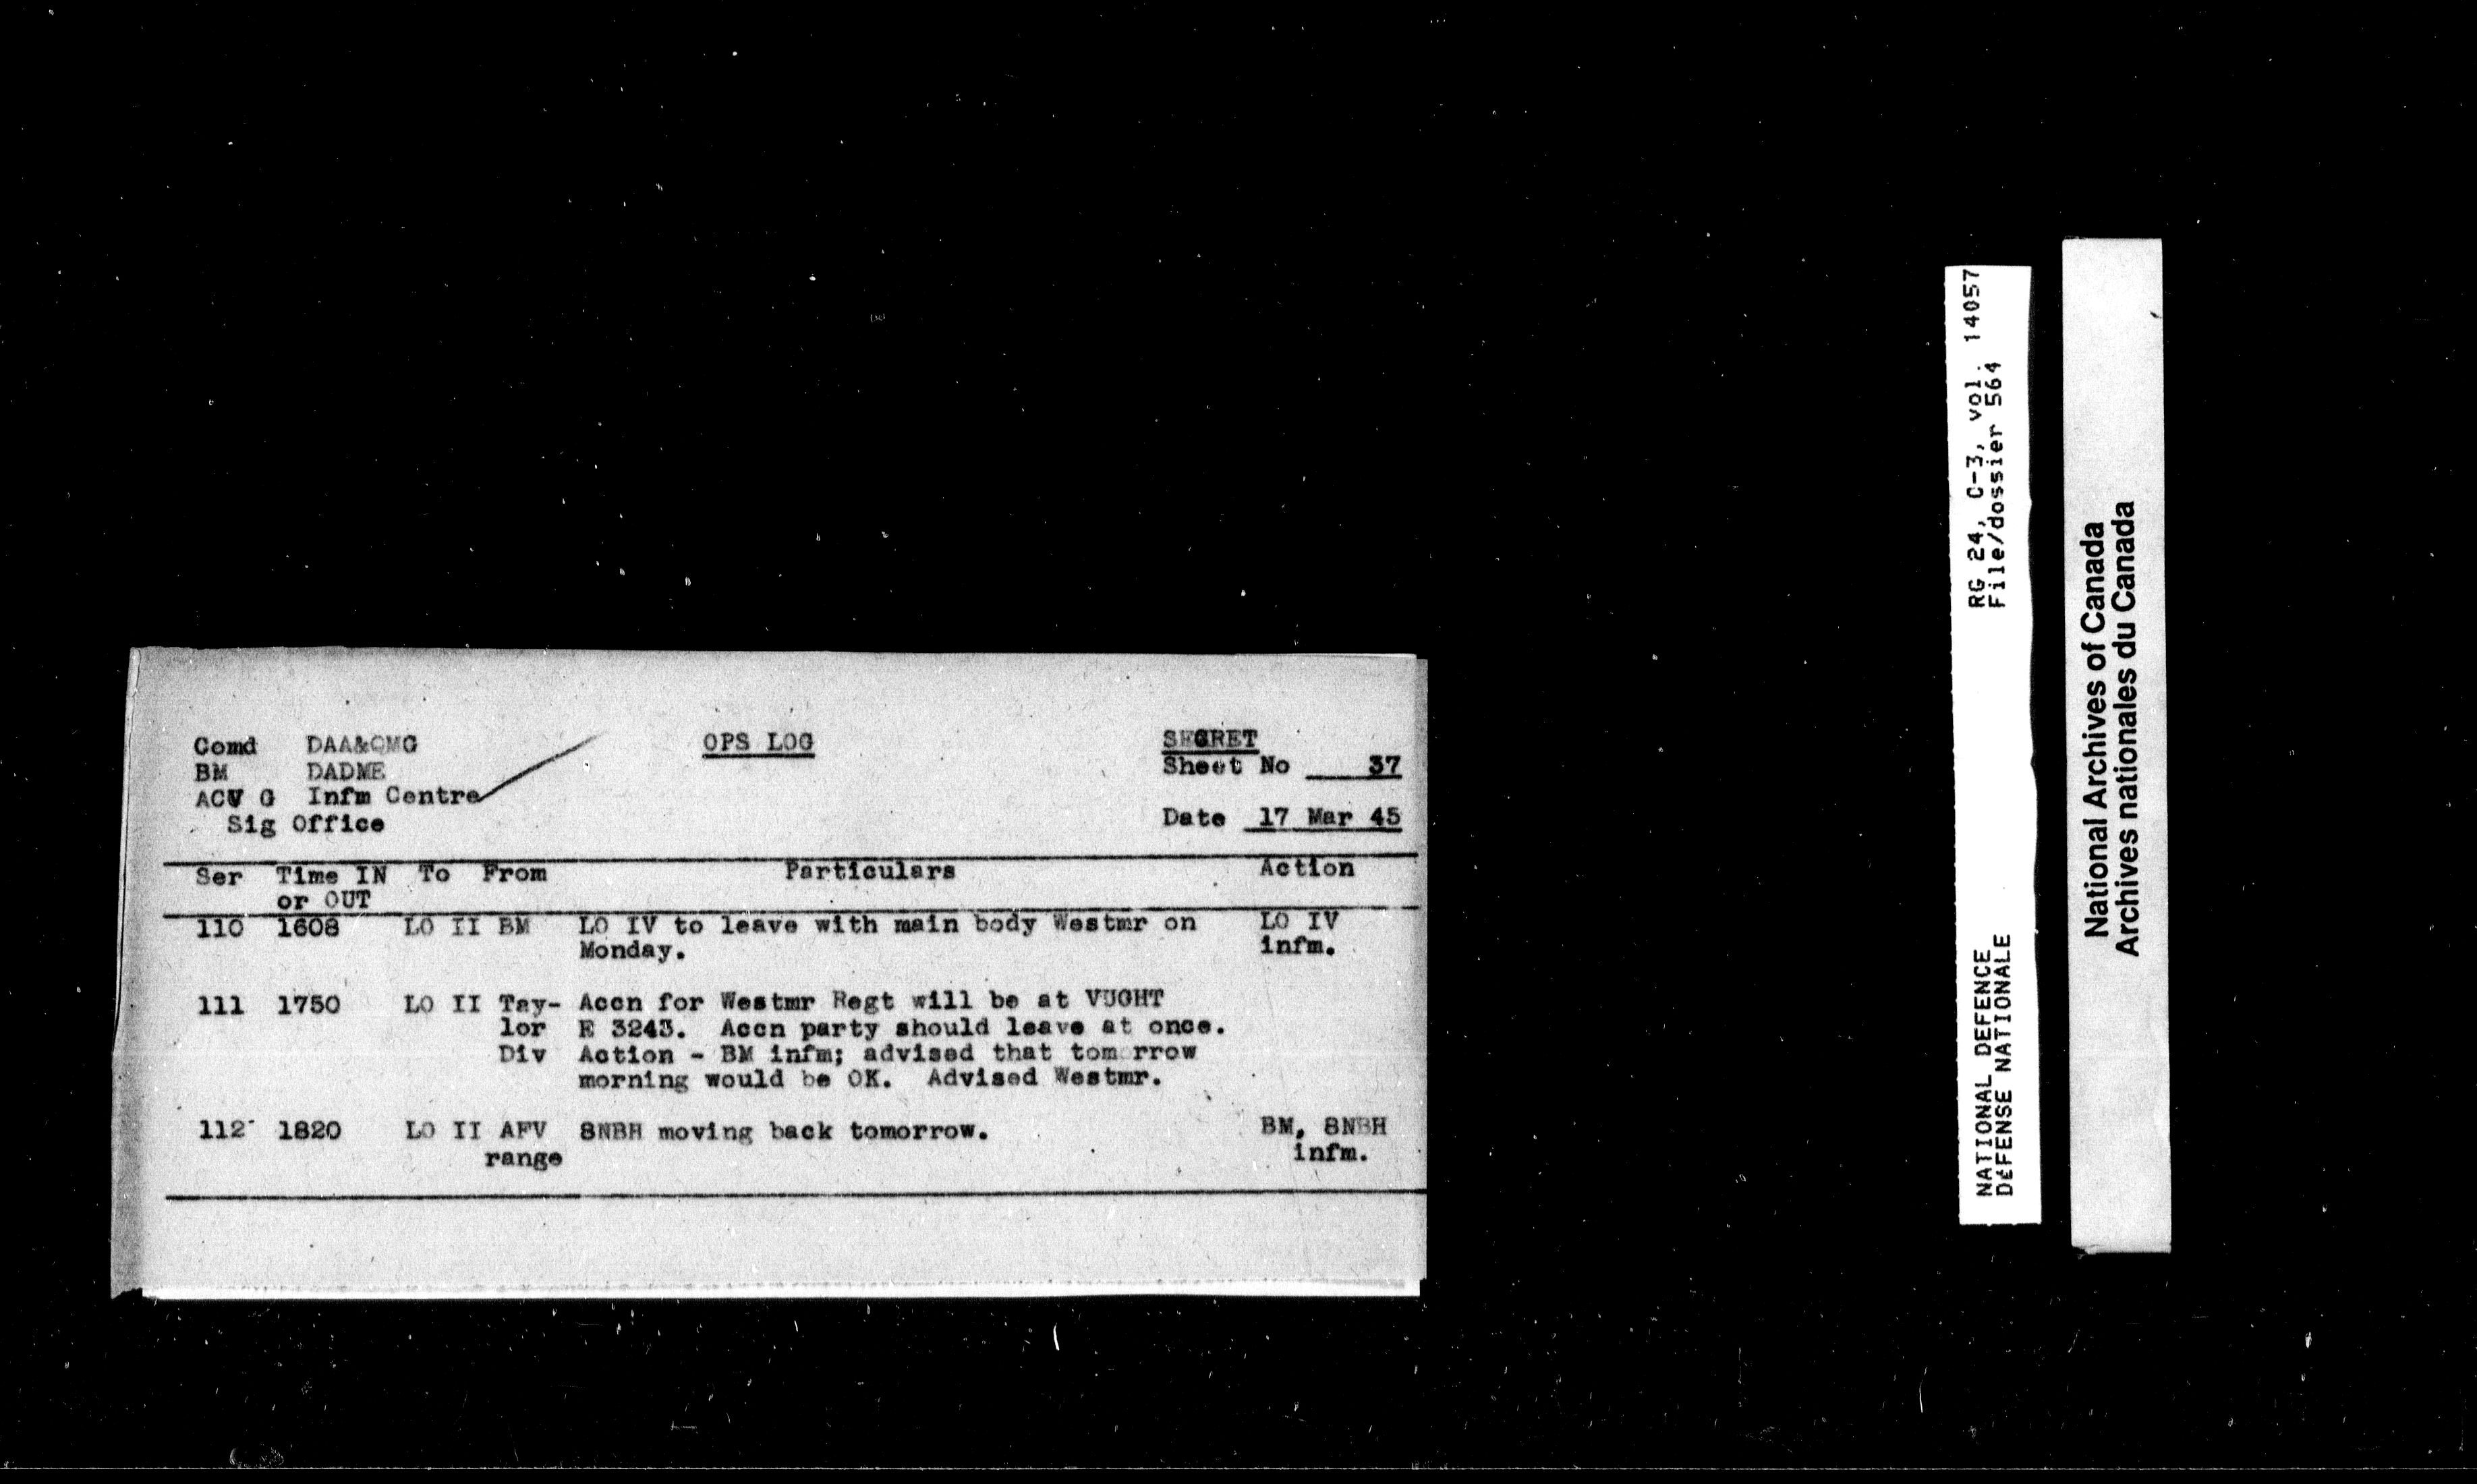 Comd DAA&QMG OPS LOG SECRET
BM DADME Sheet No 37
ACV G Infm Centre
Sig Office Date 17 Mar 45
Ser Time IN To From Particulars Action
or OUT
110 1608 LO II BM LO IV to leave with main body Westmr on LO IV
Monday. infm.
111 1750 LO II Tay- Accn for Westmr Regt will be at VUGHT
lor E 3243. Accn party should leave at once.
Div Action - BM infm; advised that tomorrow
morning would be OK. Advised Westmr.
112 1820 LO II AFV 8NBH moving back tomorrow. BM, 8NBH
range infm.
RG 24, C-3, vol. 14057
File/dossier 564
NATIONAL DEFENCE
DÉFENSE NATIONALE
National Archives of Canada
Archives nationales du Canada